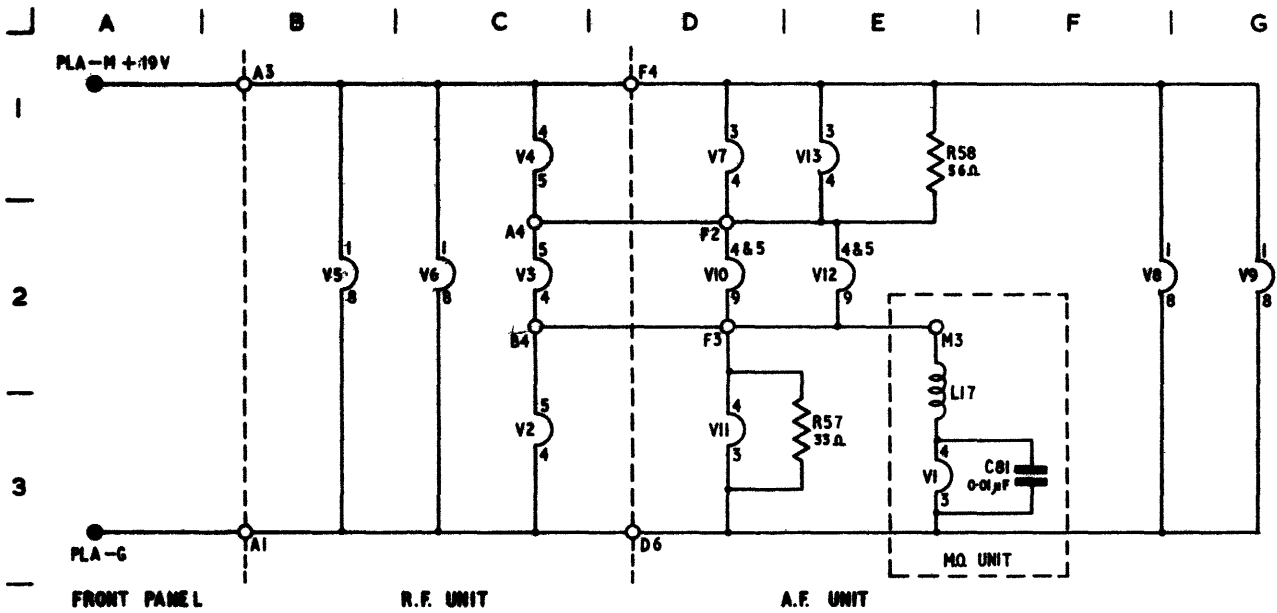 A B C D E F G
PLA-M +19V
A3
F4
1
4
V4
5
3
V7
4
3
V13
4
R58
56Ω
A4
F2
2
1
V5
8
1
V6
8
5
V3
4
4&5
V10
9
4&5
V12
9
1
V8
8
1
V9
8
B4
F3
M3
L17
5
V2
4
4
V11
3
R57
33Ω
4
V1
3
C81
0·01µF
3
PLA-G
A1
D6
M.O. UNIT
FRONT PANEL R.F. UNIT A.F. UNIT